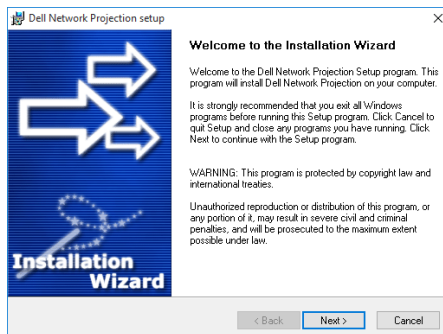 Dell Network Projection setup
Welcome to the Installation Wizard
Welcome to the Dell Network Projection Setup program. This
program will install Dell Network Projection on your computer.
It is strongly recommended that you exit all Windows
programs before running this Setup program. Click Cancel to
quit Setup and close any programs you have running. Click
Next to continue with the Setup program.
WARNING: This program is protected by copyright law and
international treaties.
Unauthorized reproduction or distribution of this program, or
any portion of it, may result in severe civil and criminal
penalties, and will be prosecuted to the maximum extent
possible under law.
Installation
Wizard
< Back
Next >
Cancel